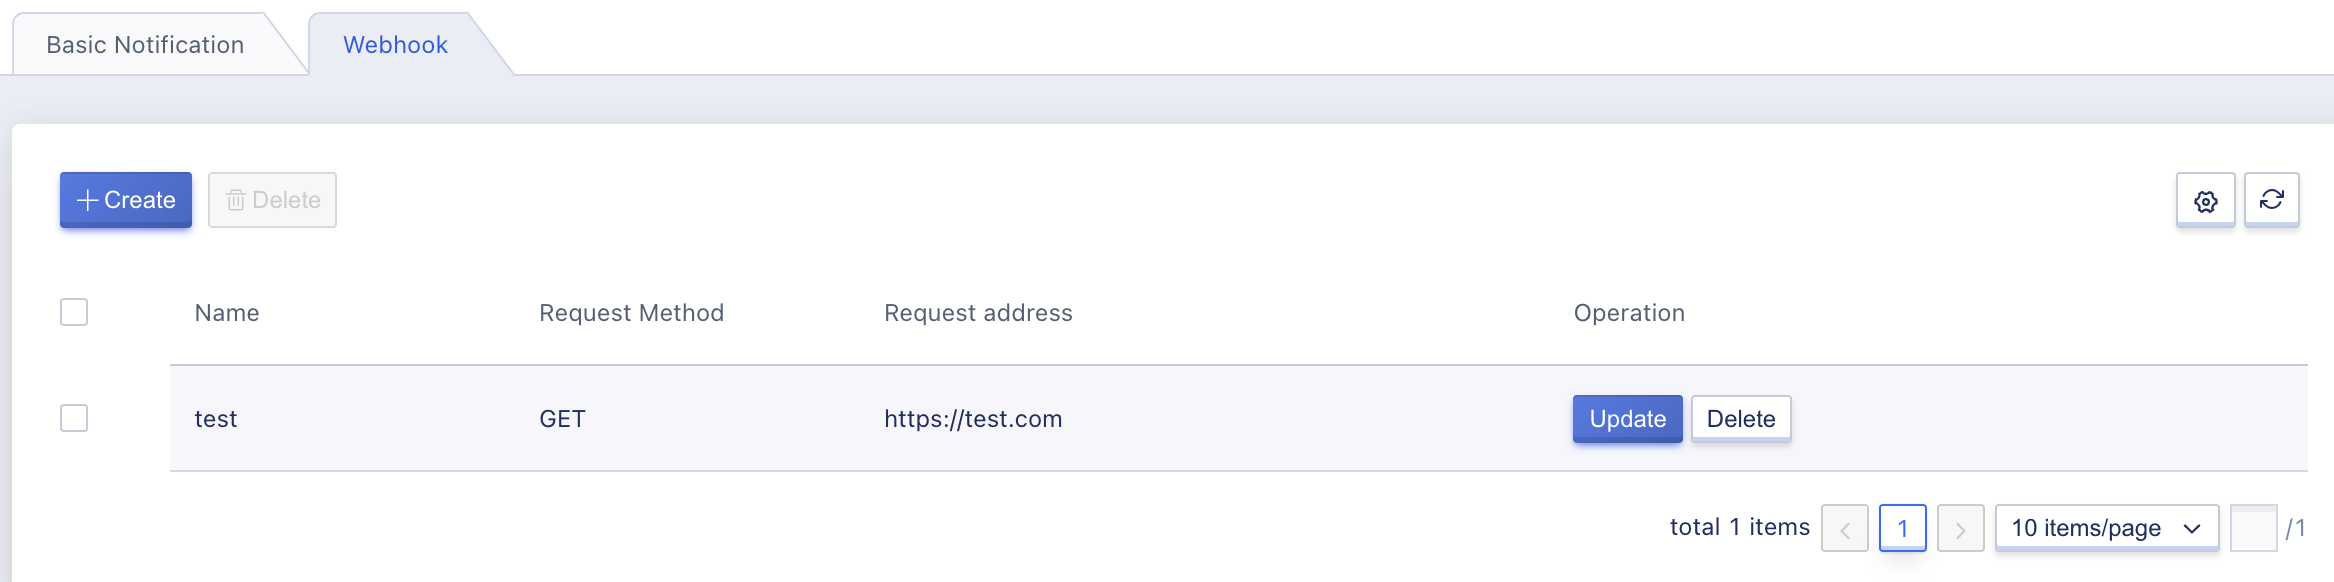 Basic Notification Webhook
Create Delete
Name Request Method Request address Operation
test GET https://test.com Update Delete
total 1 items 1 10 items/page /1